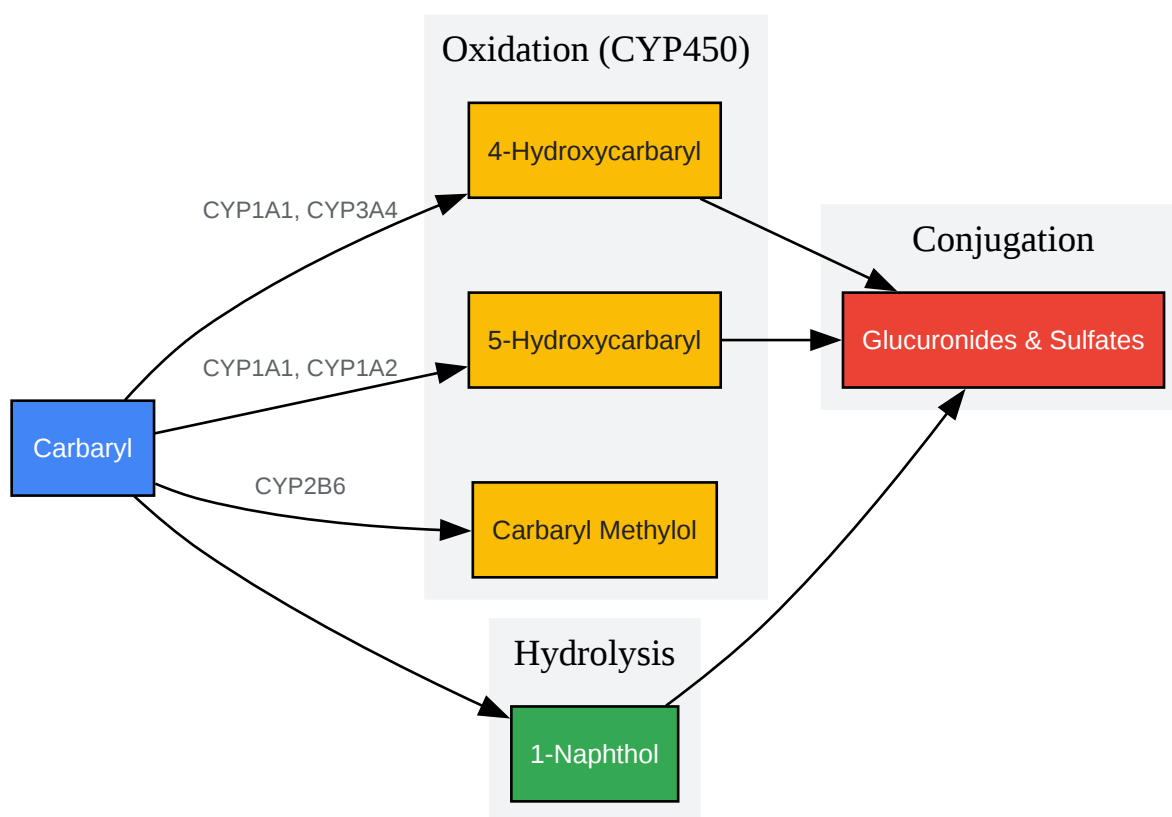 Oxidation (CYP450)
4-Hydroxycarbaryl
CYP1A1, CYP3A4
Conjugation
5-Hydroxycarbaryl
Glucuronides & Sulfates
CYP1A1, CYP1A2
Carbaryl
CYP2B6
Carbaryl Methylol
Hydrolysis
1-Naphthol